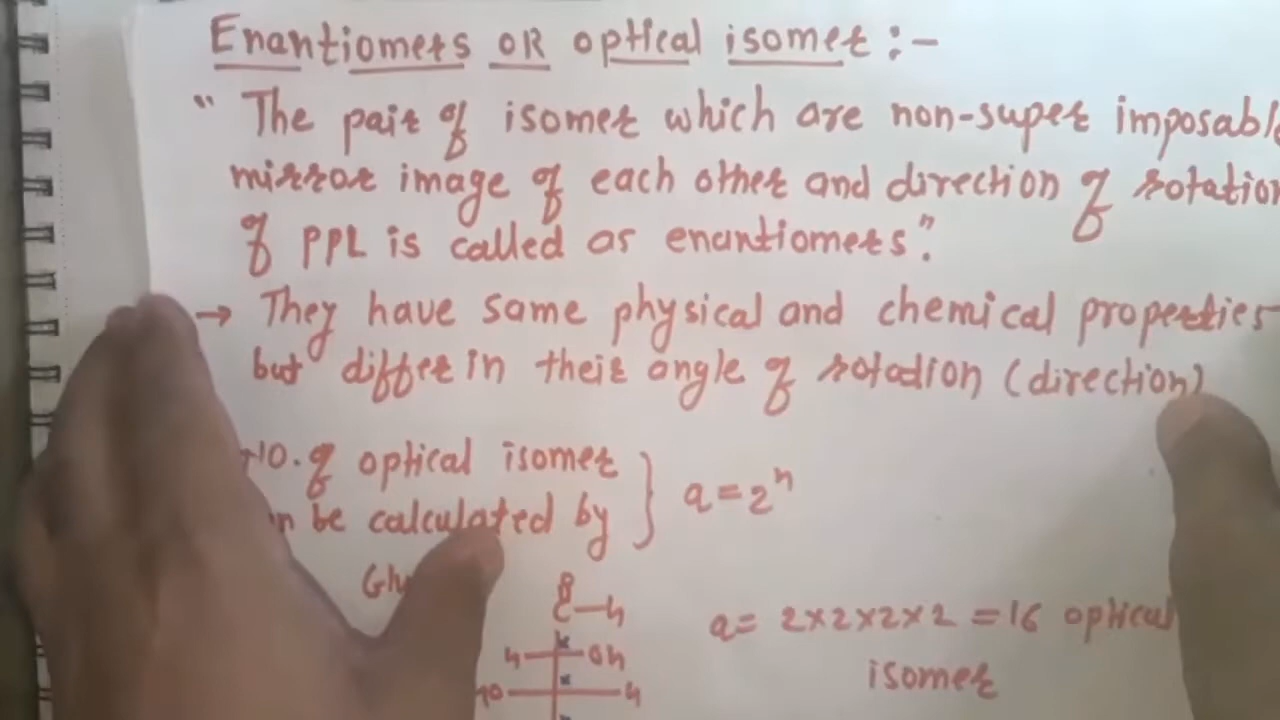 Enantiomers OR optical isomer :-
" The pair of isomer which are non-super imposabl
mirror image of each other and direction of rotation
of PPL is called as enantiomers".
→ They have same physical and chemical properties
but differ in their angle of rotation (direction)
No. of optical isomer
be calculated by } a = 2ⁿ
a = 2×2×2×2 = 16 optical
isomer
C-H
H OH
HO H